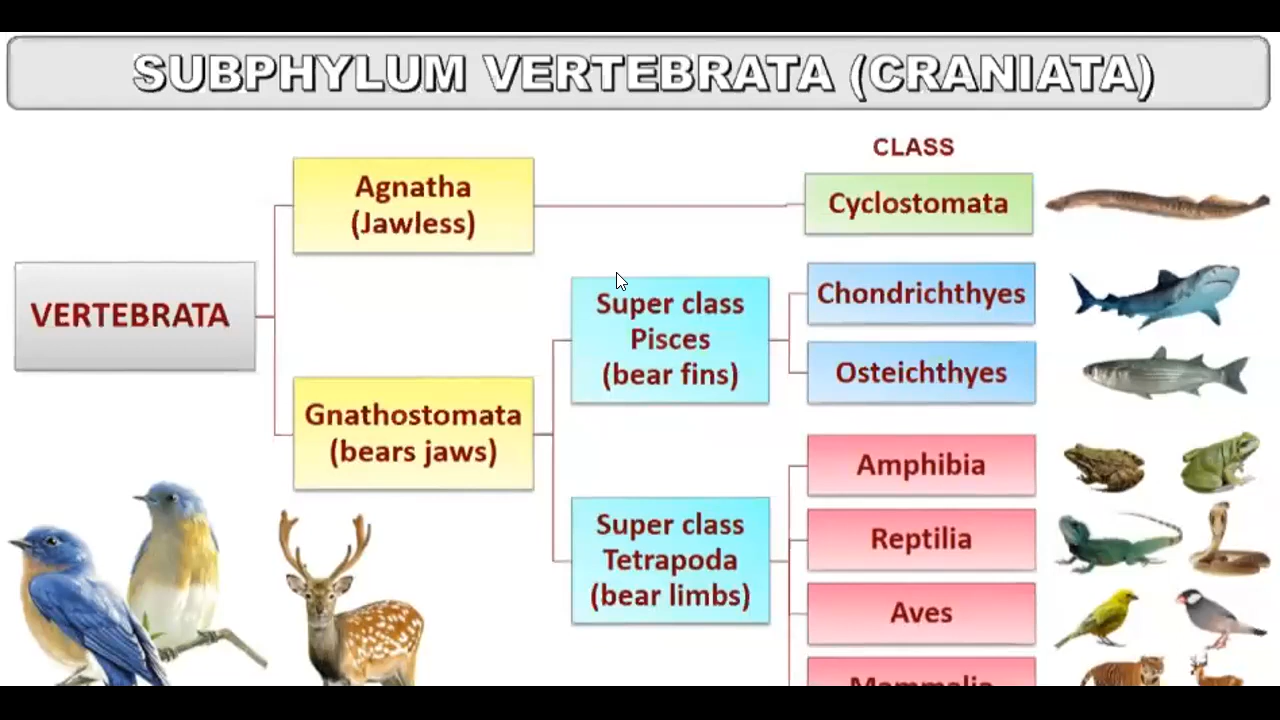 SUBPHYLUM VERTEBRATA (CRANIATA)
CLASS
VERTEBRATA
Agnatha
(Jawless)
Cyclostomata
Gnathostomata
(bears jaws)
Super class
Pisces
(bear fins)
Chondrichthyes
Osteichthyes
Super class
Tetrapoda
(bear limbs)
Amphibia
Reptilia
Aves
Mammalia